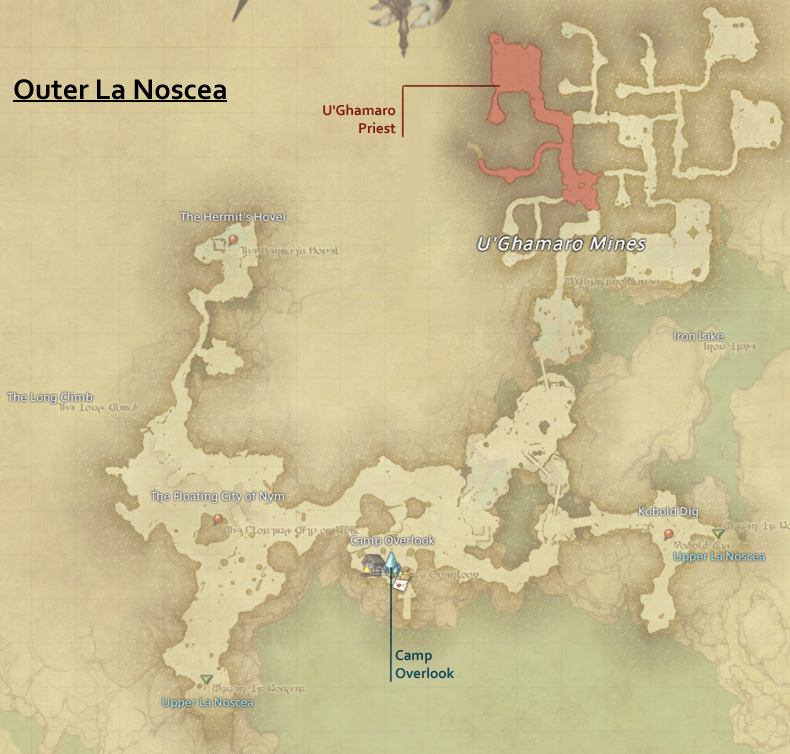 Outer La Noscea
U'Ghamaro
Priest
The Hermit's Hovel
U'Ghamaro Mines
Iron Lake
The Long Climb
The Floating City of Nym
Kobold Dig
Camp Overlook
Upper La Noscea
Camp
Overlook
Upper La Noscea